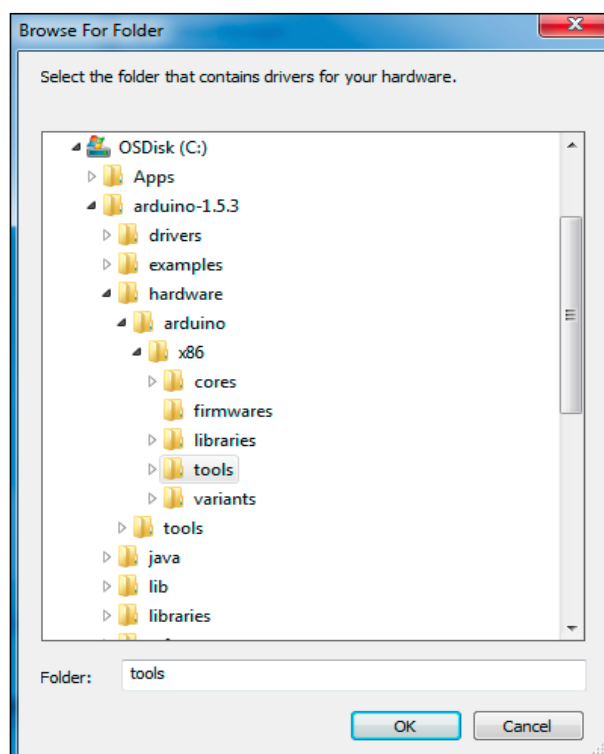 Browse For Folder
Select the folder that contains drivers for your hardware.
OSDisk (C:)
Apps
arduino-1.5.3
drivers
examples
hardware
arduino
x86
cores
firmwares
libraries
tools
variants
tools
java
lib
libraries
Folder: tools
OK Cancel